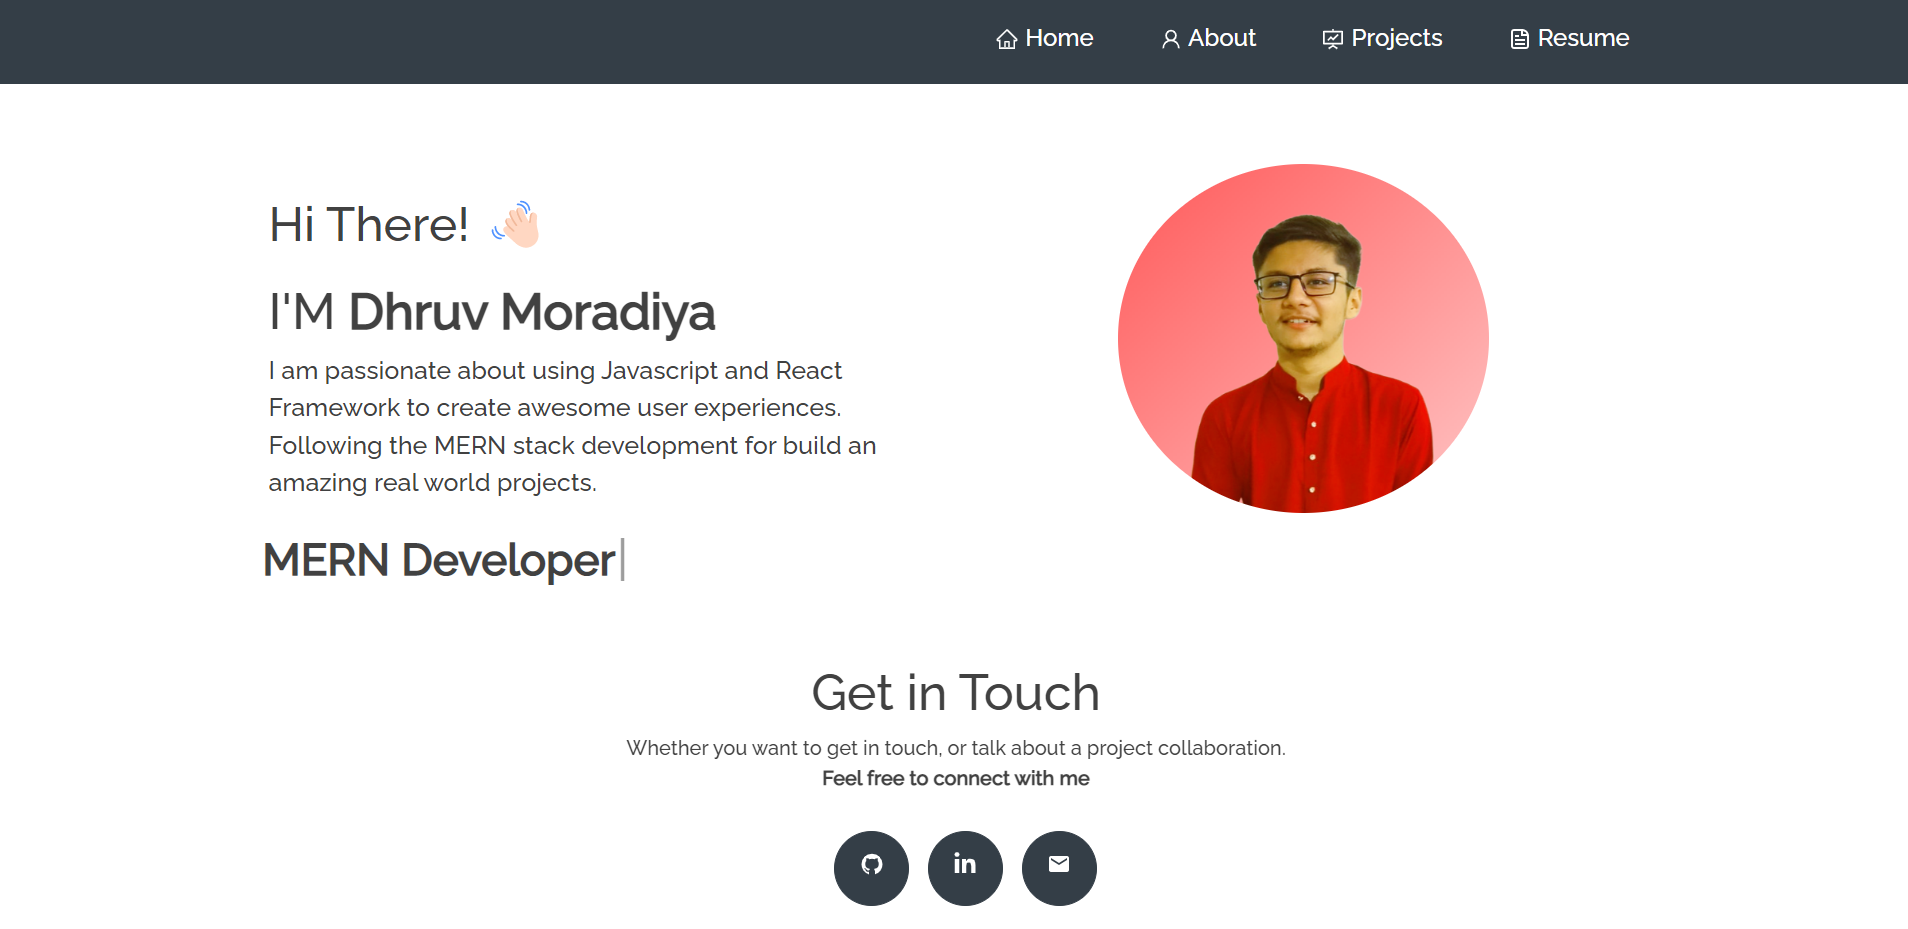 Home About Projects Resume
Hi There!
I'M Dhruv Moradiya
I am passionate about using Javascript and React
Framework to create awesome user experiences.
Following the MERN stack development for build an
amazing real world projects.
MERN Developer|
Get in Touch
Whether you want to get in touch, or talk about a project collaboration.
Feel free to connect with me
in